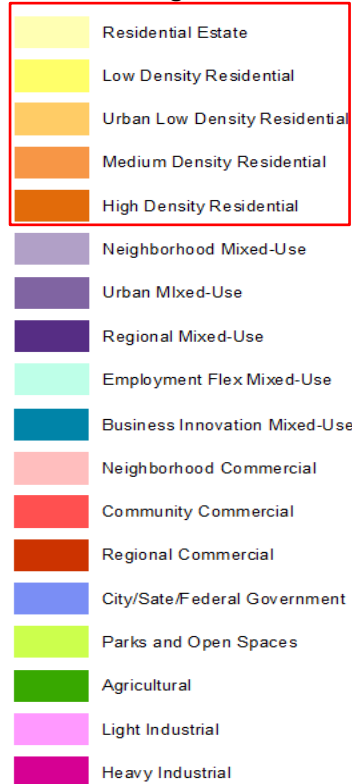 Residential Estate
Low Density Residential
Urban Low Density Residential
Medium Density Residential
High Density Residential
Neighborhood Mixed-Use
Urban MIxed-Use
Regional Mixed-Use
Employment Flex Mixed-Use
Business Innovation Mixed-Use
Neighborhood Commercial
Community Commercial
Regional Commercial
City/Sate/Federal Government
Parks and Open Spaces
Agricultural
Light Industrial
Heavy Industrial